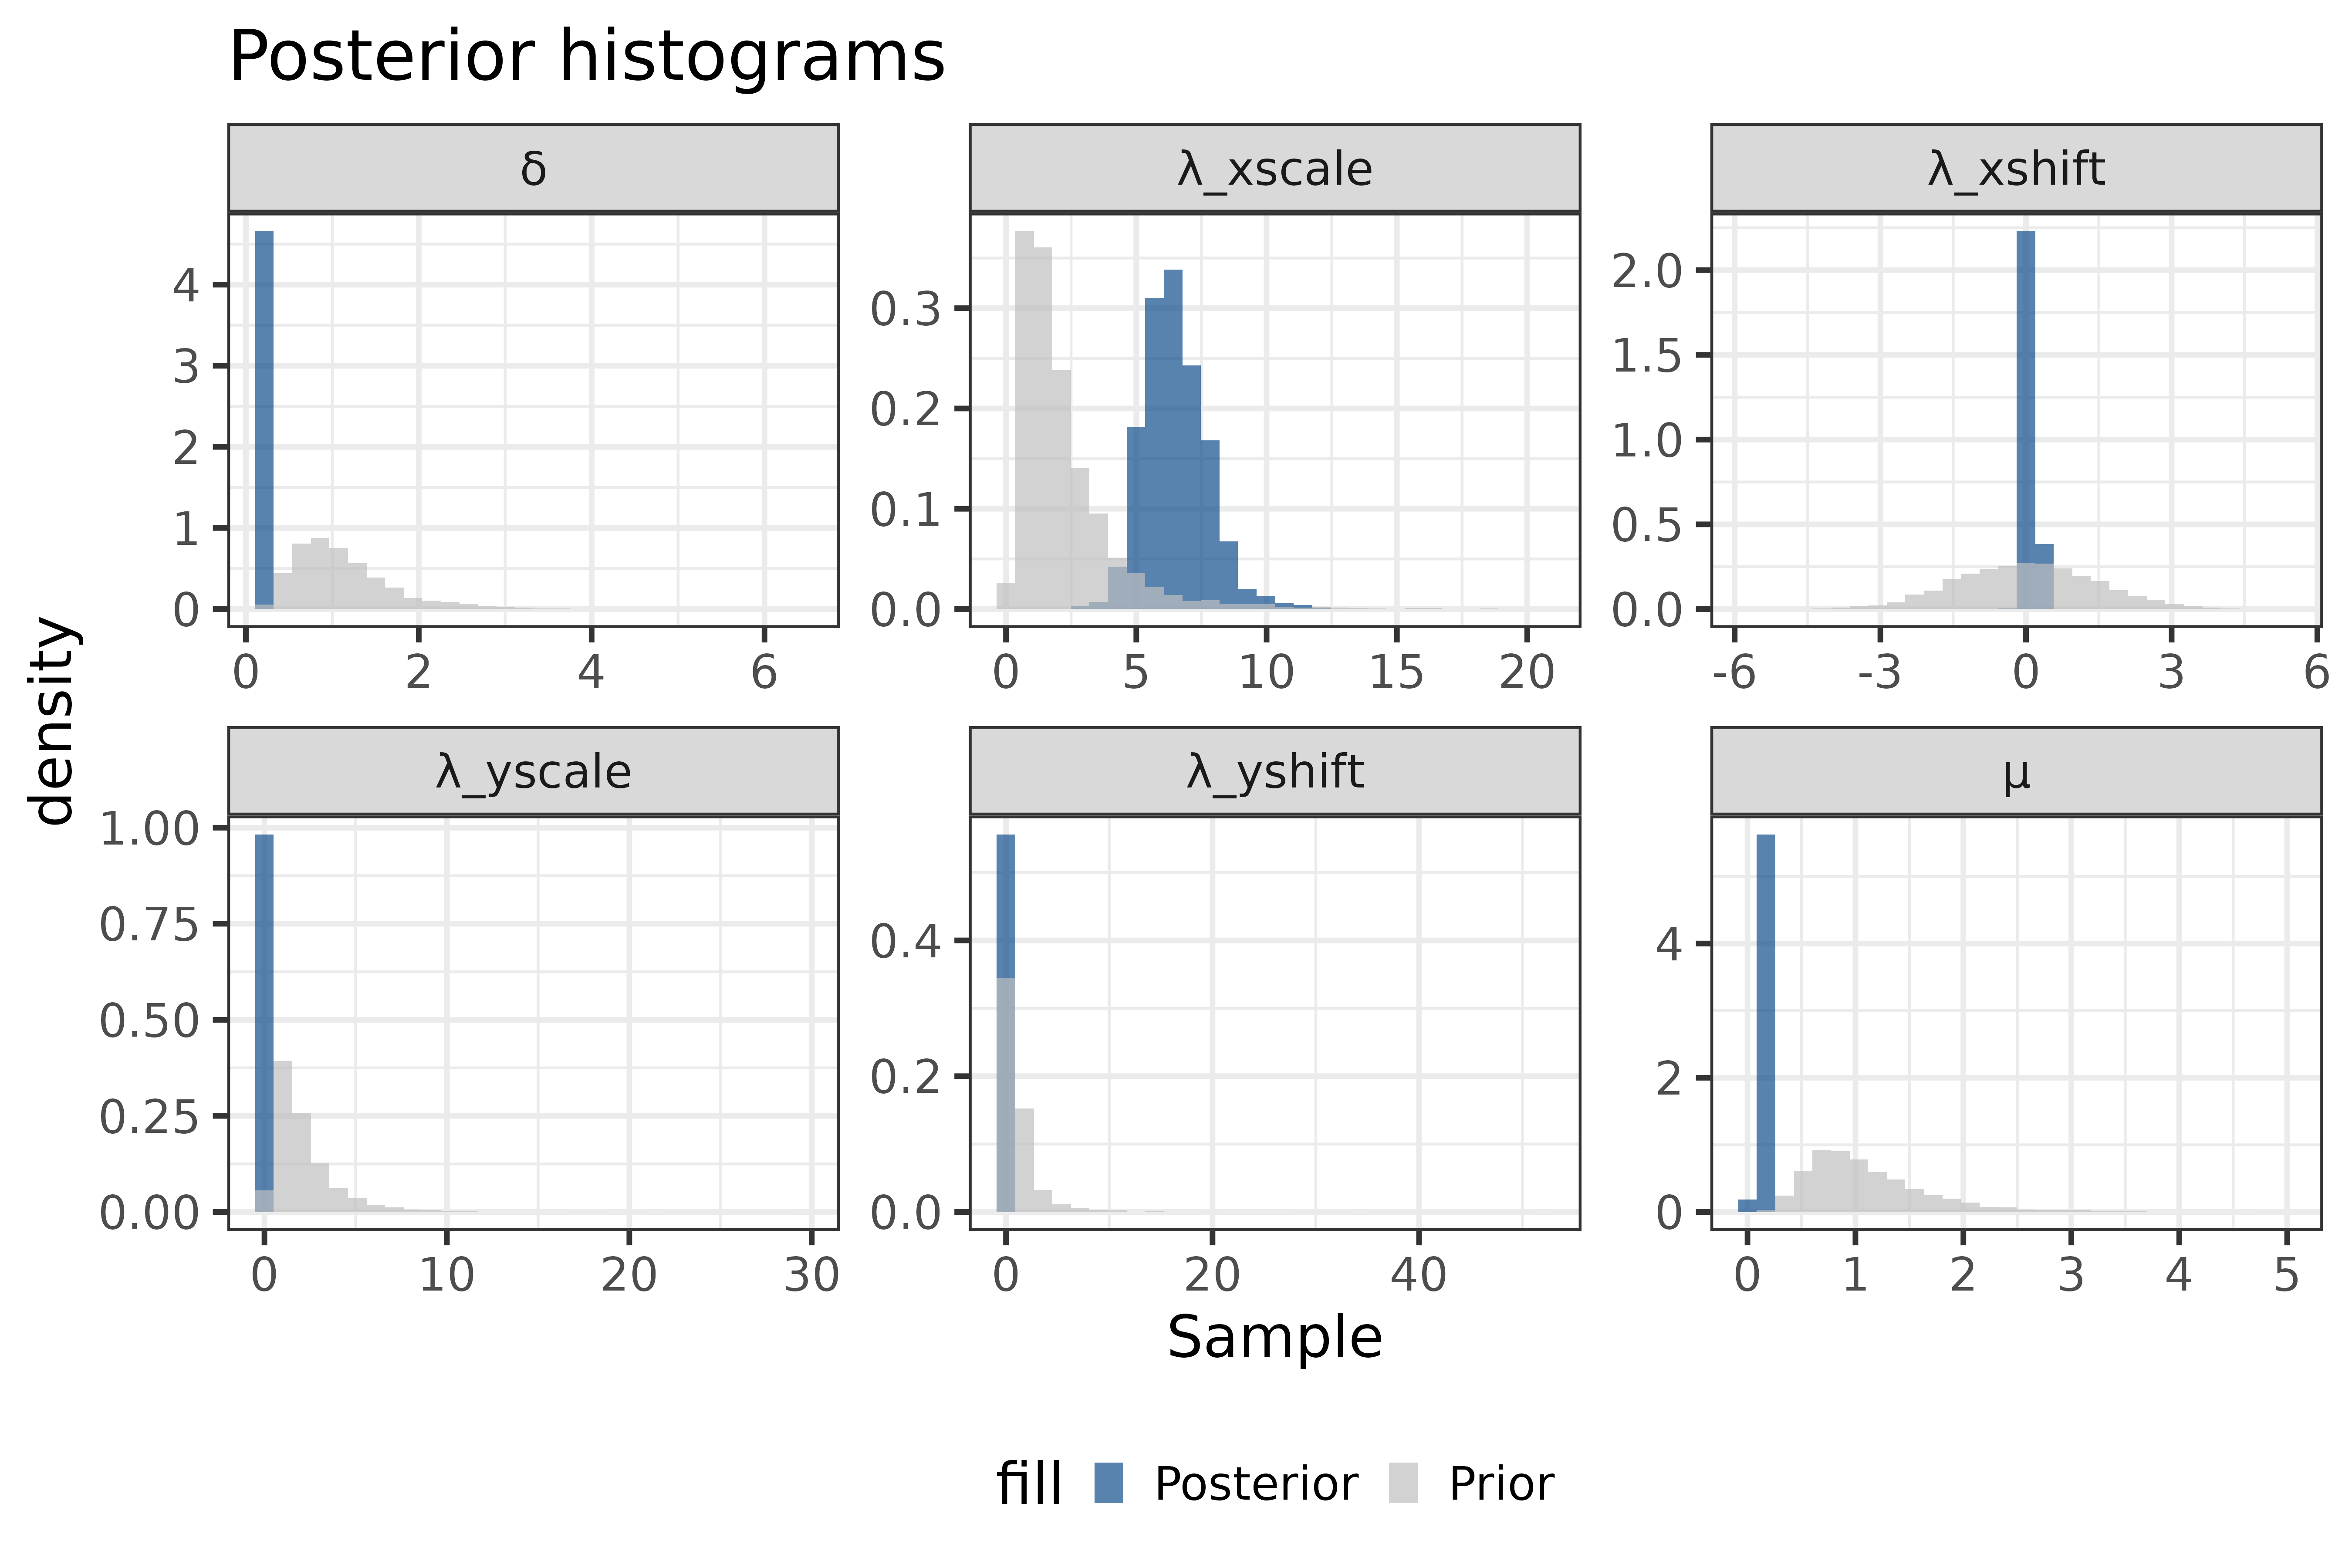 Posterior histograms
δ
λ_xscale
λ_xshift
4
3
2
1
0
0.3
0.2
0.1
0.0
2.0
1.5
1.0
0.5
0.0
0 2 4 6
0 5 10 15 20
-6 -3 0 3 6
density
λ_yscale
λ_yshift
μ
1.00
0.75
0.50
0.25
0.00
0.4
0.2
0.0
4
2
0
0 10 20 30
0 20 40
0 1 2 3 4 5
Sample
fill Posterior Prior